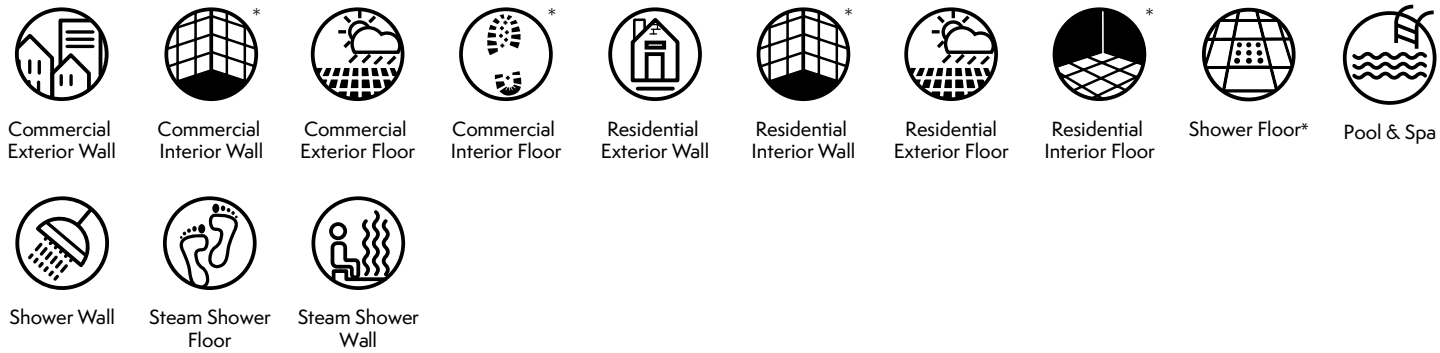 *
*
*
*
Commercial
Exterior Wall
Commercial
Interior Wall
Commercial
Exterior Floor
Commercial
Interior Floor
Residential
Exterior Wall
Residential
Interior Wall
Residential
Exterior Floor
Residential
Interior Floor
Shower Floor*
Pool & Spa
Shower Wall
Steam Shower
Floor
Steam Shower
Wall